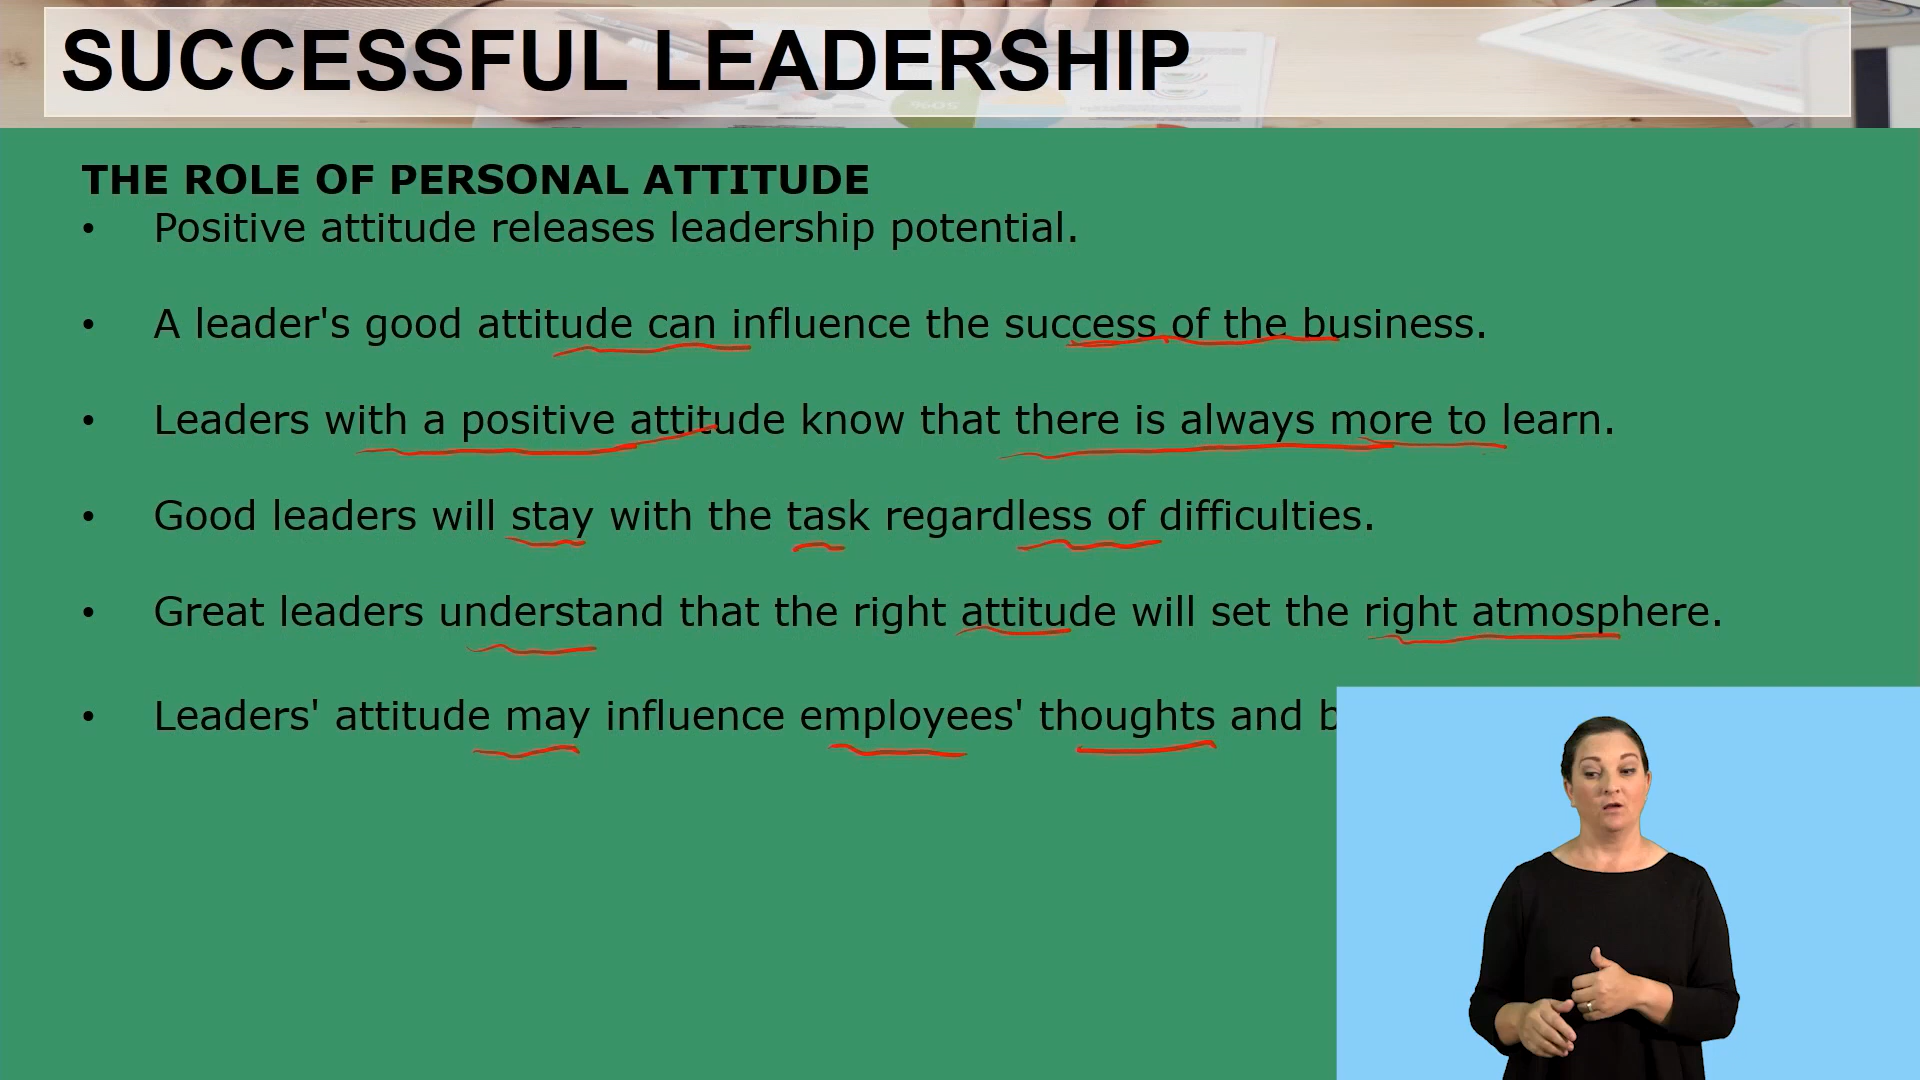 SUCCESSFUL LEADERSHIP
THE ROLE OF PERSONAL ATTITUDE
• Positive attitude releases leadership potential.
• A leader's good attitude can influence the success of the business.
• Leaders with a positive attitude know that there is always more to learn.
• Good leaders will stay with the task regardless of difficulties.
• Great leaders understand that the right attitude will set the right atmosphere.
• Leaders' attitude may influence employees' thoughts and